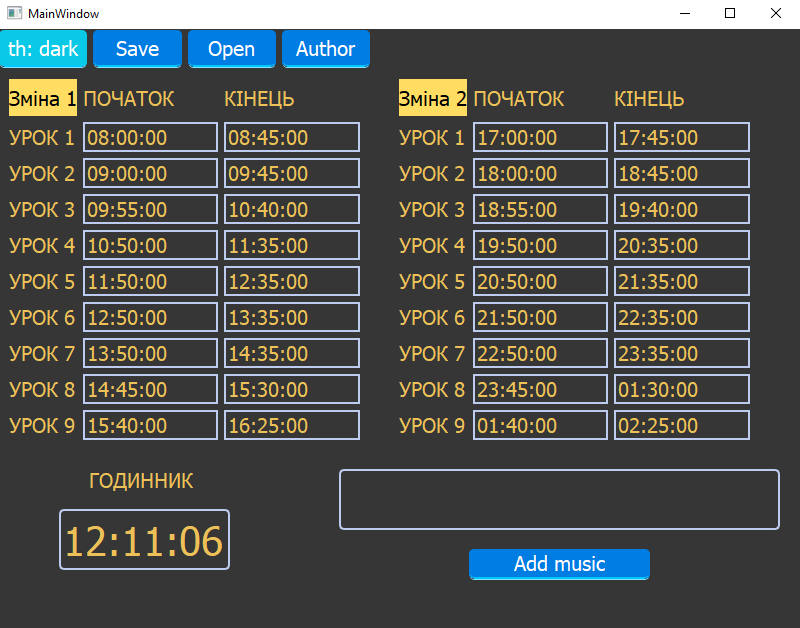 MainWindow
th: dark Save Open Author
Зміна 1 ПОЧАТОК КІНЕЦЬ Зміна 2 ПОЧАТОК КІНЕЦЬ
УРОК 1 08:00:00 08:45:00 УРОК 1 17:00:00 17:45:00
УРОК 2 09:00:00 09:45:00 УРОК 2 18:00:00 18:45:00
УРОК 3 09:55:00 10:40:00 УРОК 3 18:55:00 19:40:00
УРОК 4 10:50:00 11:35:00 УРОК 4 19:50:00 20:35:00
УРОК 5 11:50:00 12:35:00 УРОК 5 20:50:00 21:35:00
УРОК 6 12:50:00 13:35:00 УРОК 6 21:50:00 22:35:00
УРОК 7 13:50:00 14:35:00 УРОК 7 22:50:00 23:35:00
УРОК 8 14:45:00 15:30:00 УРОК 8 23:45:00 01:30:00
УРОК 9 15:40:00 16:25:00 УРОК 9 01:40:00 02:25:00
ГОДИННИК
12:11:06
Add music